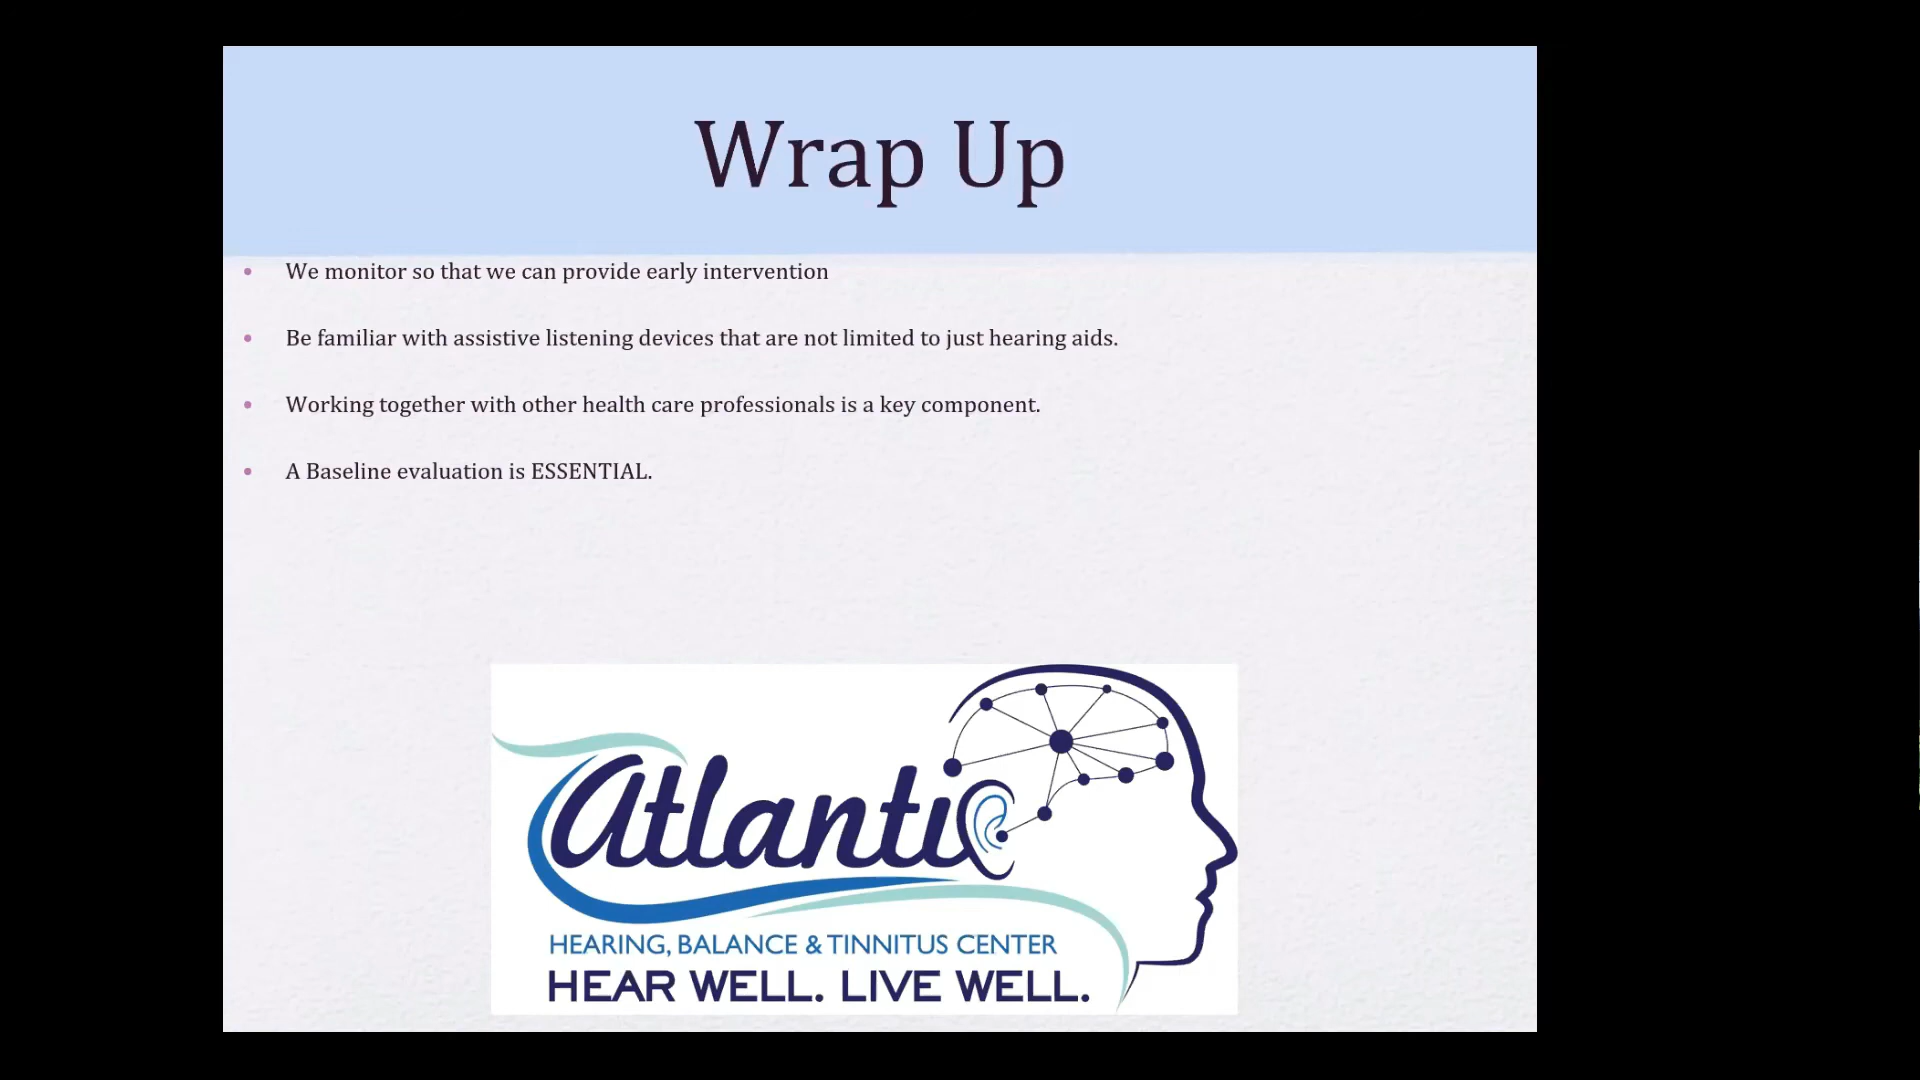 Wrap Up
• We monitor so that we can provide early intervention
• Be familiar with assistive listening devices that are not limited to just hearing aids.
• Working together with other health care professionals is a key component.
• A Baseline evaluation is ESSENTIAL.
Atlantic
HEARING, BALANCE & TINNITUS CENTER
HEAR WELL. LIVE WELL.